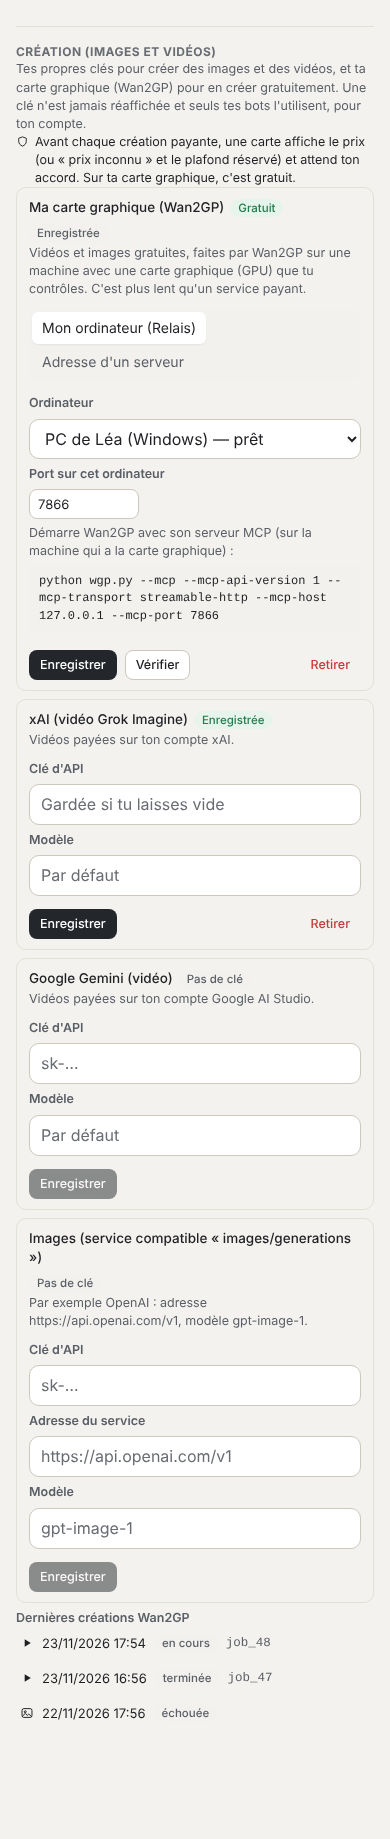 CRÉATION (IMAGES ET VIDÉOS)
Tes propres clés pour créer des images et des vidéos, et ta
carte graphique (Wan2GP) pour en créer gratuitement. Une
clé n'est jamais réaffichée et seuls tes bots l'utilisent, pour
ton compte.
Avant chaque création payante, une carte affiche le prix
(ou « prix inconnu » et le plafond réservé) et attend ton
accord. Sur ta carte graphique, c'est gratuit.
Ma carte graphique (Wan2GP) Gratuit
Enregistrée
Vidéos et images gratuites, faites par Wan2GP sur une
machine avec une carte graphique (GPU) que tu
contrôles. C'est plus lent qu'un service payant.
Mon ordinateur (Relais)
Adresse d'un serveur
Ordinateur
PC de Léa (Windows) — prêt
Port sur cet ordinateur
7866
Démarre Wan2GP avec son serveur MCP (sur la
machine qui a la carte graphique) :
python wgp.py --mcp --mcp-api-version 1 --
mcp-transport streamable-http --mcp-host
127.0.0.1 --mcp-port 7866
Enregistrer Vérifier Retirer
xAI (vidéo Grok Imagine) Enregistrée
Vidéos payées sur ton compte xAI.
Clé d'API
Gardée si tu laisses vide
Modèle
Par défaut
Enregistrer Retirer
Google Gemini (vidéo) Pas de clé
Vidéos payées sur ton compte Google AI Studio.
Clé d'API
sk-...
Modèle
Par défaut
Enregistrer
Images (service compatible « images/generations
»)
Pas de clé
Par exemple OpenAI : adresse
https://api.openai.com/v1, modèle gpt-image-1.
Clé d'API
sk-...
Adresse du service
https://api.openai.com/v1
Modèle
gpt-image-1
Enregistrer
Dernières créations Wan2GP
23/11/2026 17:54 en cours job_48
23/11/2026 16:56 terminée job_47
22/11/2026 17:56 échouée